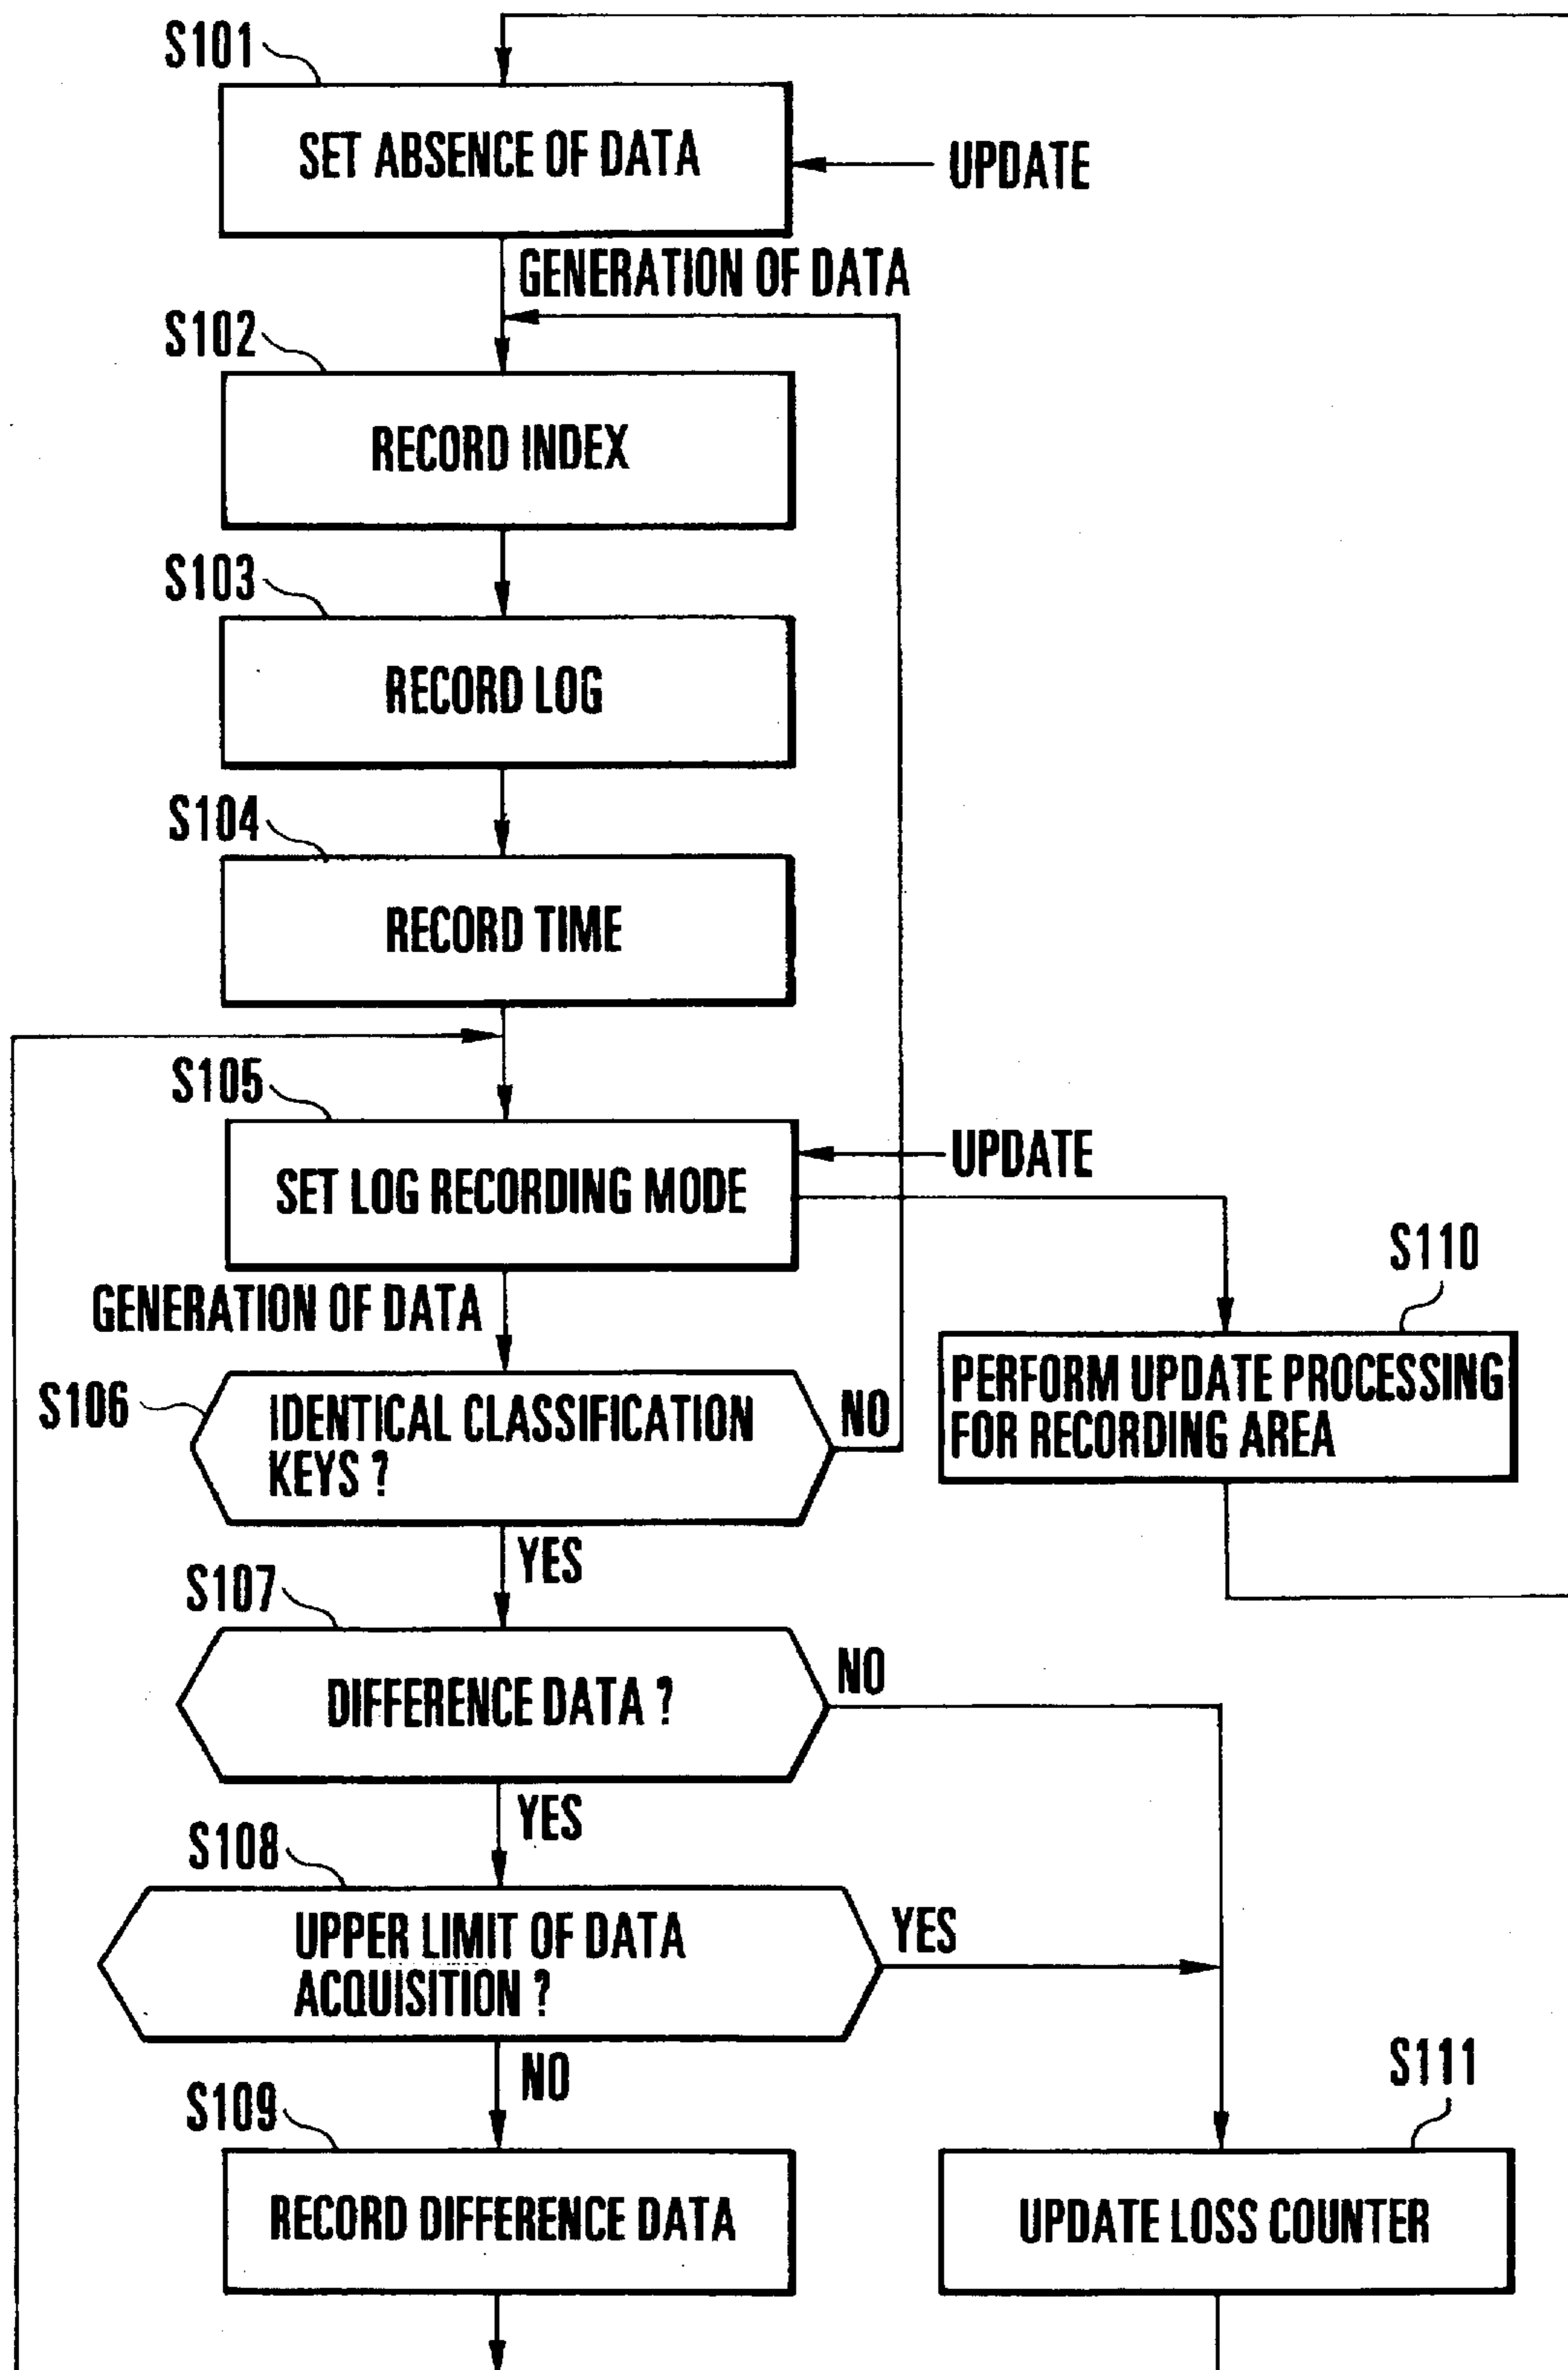 S101
SET ABSENCE OF DATA
UPDATE
GENERATION OF DATA
S102
RECORD INDEX
S103
RECORD LOG
S104
RECORD TIME
S105
UPDATE
SET LOG RECORDING MODE
S110
GENERATION OF DATA
PERFORM UPDATE PROCESSING
FOR RECORDING AREA
S106
IDENTICAL CLASSIFICATION
KEYS ?
NO
YES
S107
DIFFERENCE DATA ?
NO
YES
S108
UPPER LIMIT OF DATA
ACQUISITION ?
YES
NO
S109
RECORD DIFFERENCE DATA
S111
UPDATE LOSS COUNTER